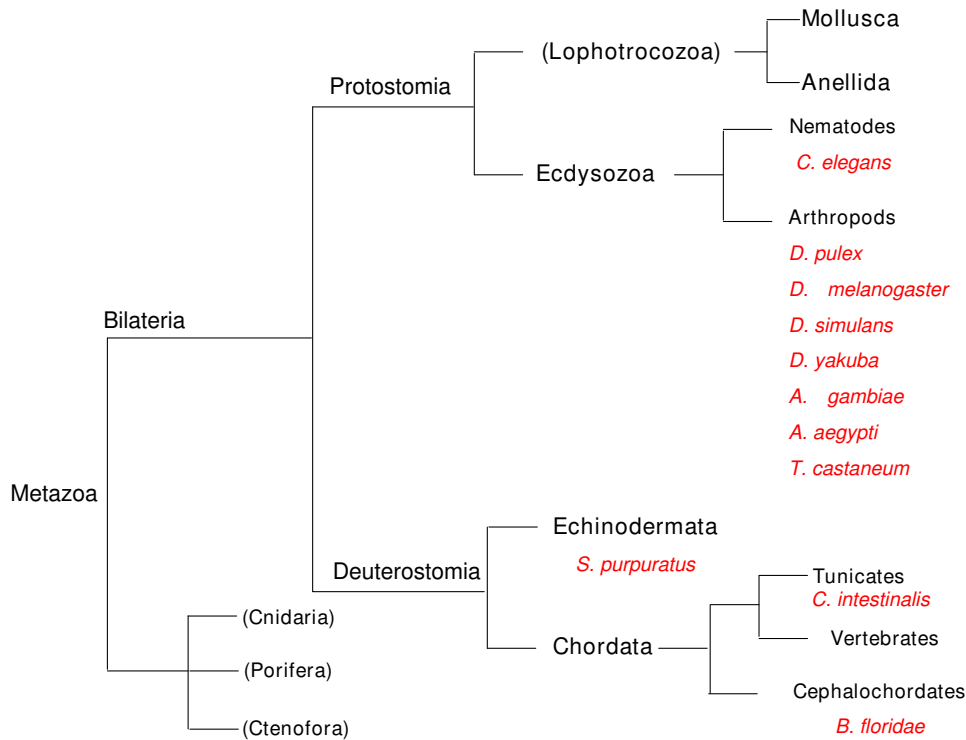 Mollusca
(Lophotrocozoa)
Anellida
Protostomia
Nematodes
C. elegans
Ecdysozoa
Arthropods
D. pulex
D. melanogaster
D. simulans
D. yakuba
A. gambiae
A. aegypti
T. castaneum
Bilateria
Metazoa
Echinodermata
S. purpuratus
Deuterostomia
Tunicates
C. intestinalis
Vertebrates
Chordata
Cephalochordates
B. floridae
(Cnidaria)
(Porifera)
(Ctenofora)